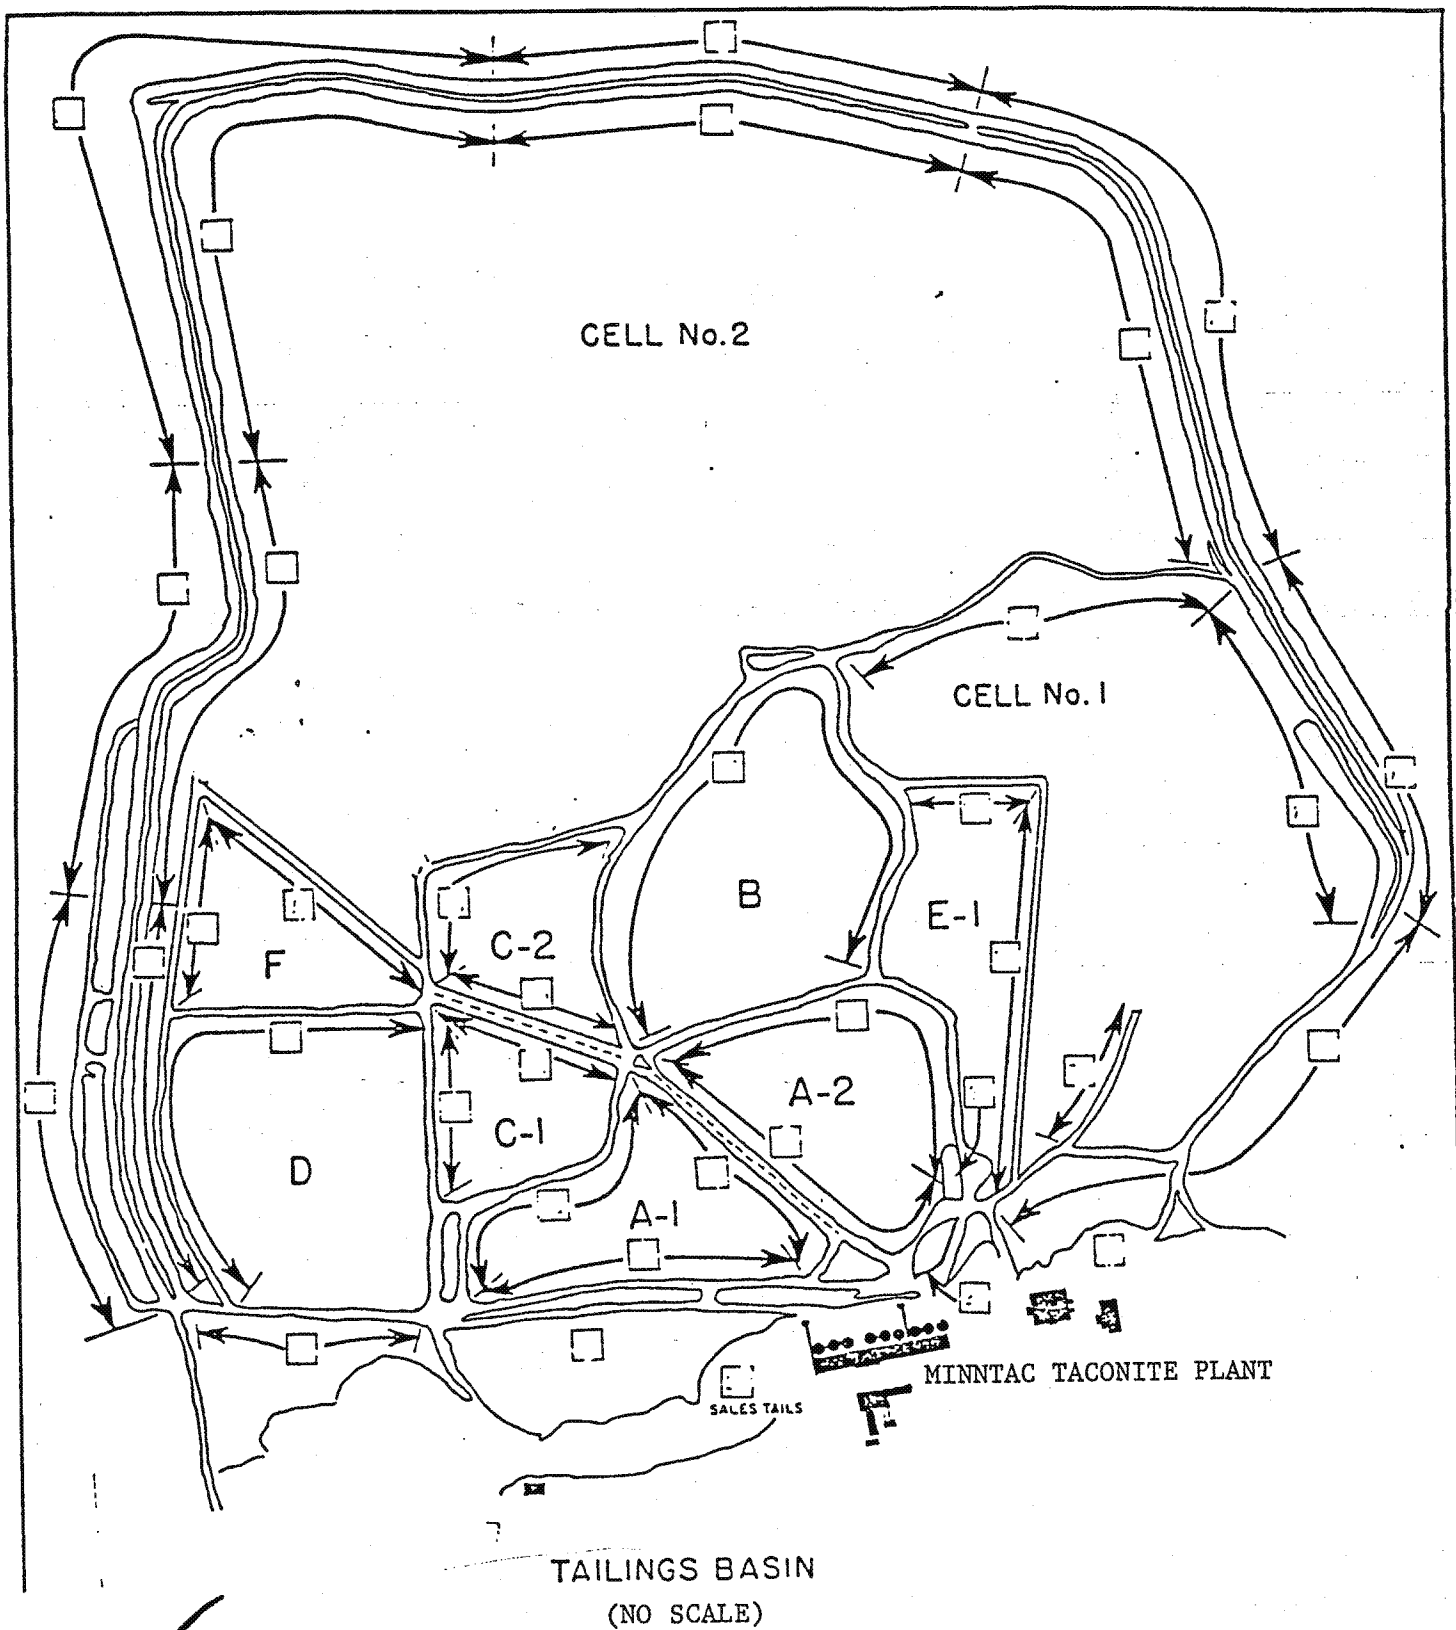 CELL No.2
CELL No.1
B
E-1
C-2
F
A-2
C-1
D
A-1
MINNTAC TACONITE PLANT
SALES TAILS
TAILINGS BASIN
(NO SCALE)